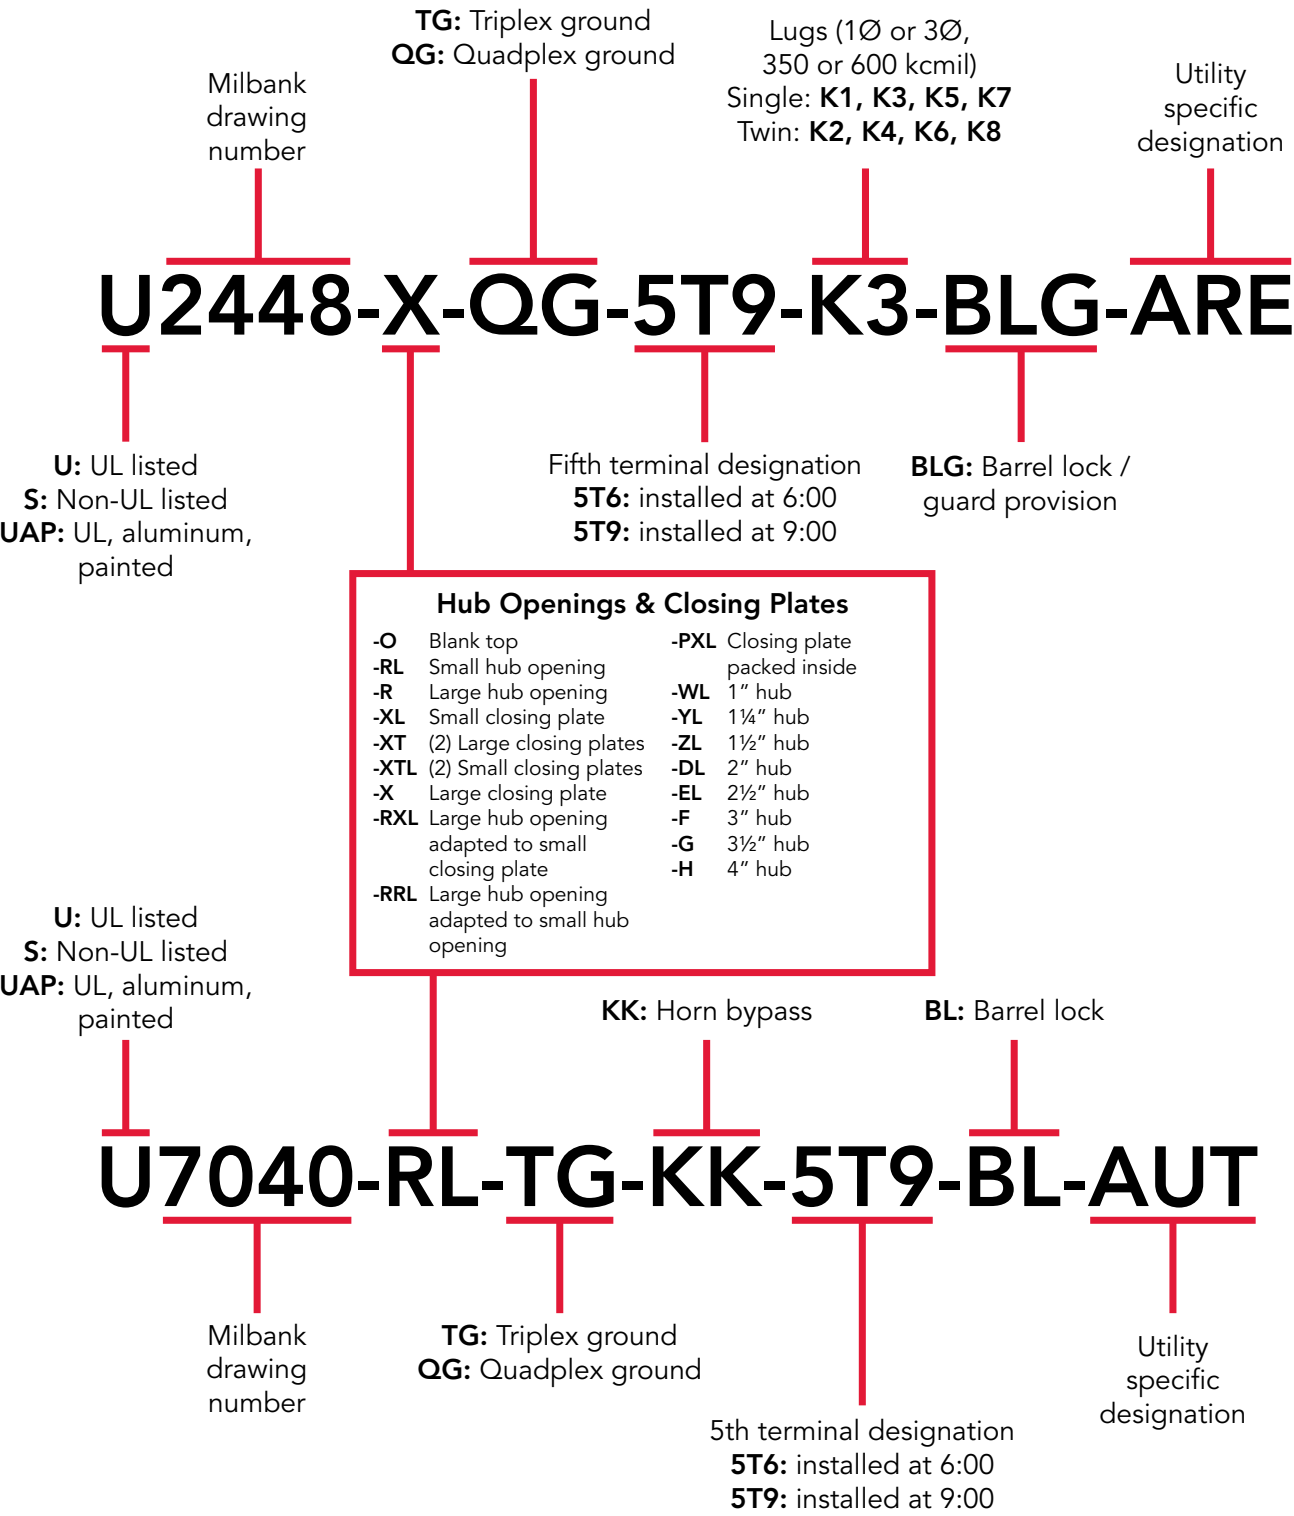 TG: Triplex ground
QG: Quadplex ground
Lugs (1Ø or 3Ø,
350 or 600 kcmil)
Single: K1, K3, K5, K7
Twin: K2, K4, K6, K8
Milbank
drawing
number
Utility
specific
designation
U2448-X-QG-5T9-K3-BLG-ARE
U: UL listed
S: Non-UL listed
UAP: UL, aluminum,
painted
Fifth terminal designation
5T6: installed at 6:00
5T9: installed at 9:00
BLG: Barrel lock /
guard provision
Hub Openings & Closing Plates
-O Blank top
-RL Small hub opening
-R Large hub opening
-XL Small closing plate
-XT (2) Large closing plates
-XTL (2) Small closing plates
-X Large closing plate
-RXL Large hub opening
adapted to small
closing plate
-RRL Large hub opening
adapted to small hub
opening
-PXL Closing plate
packed inside
-WL 1” hub
-YL 1¼” hub
-ZL 1½” hub
-DL 2” hub
-EL 2½” hub
-F 3” hub
-G 3½” hub
-H 4” hub
U: UL listed
S: Non-UL listed
UAP: UL, aluminum,
painted
KK: Horn bypass
BL: Barrel lock
U7040-RL-TG-KK-5T9-BL-AUT
Milbank
drawing
number
TG: Triplex ground
QG: Quadplex ground
5th terminal designation
5T6: installed at 6:00
5T9: installed at 9:00
Utility
specific
designation